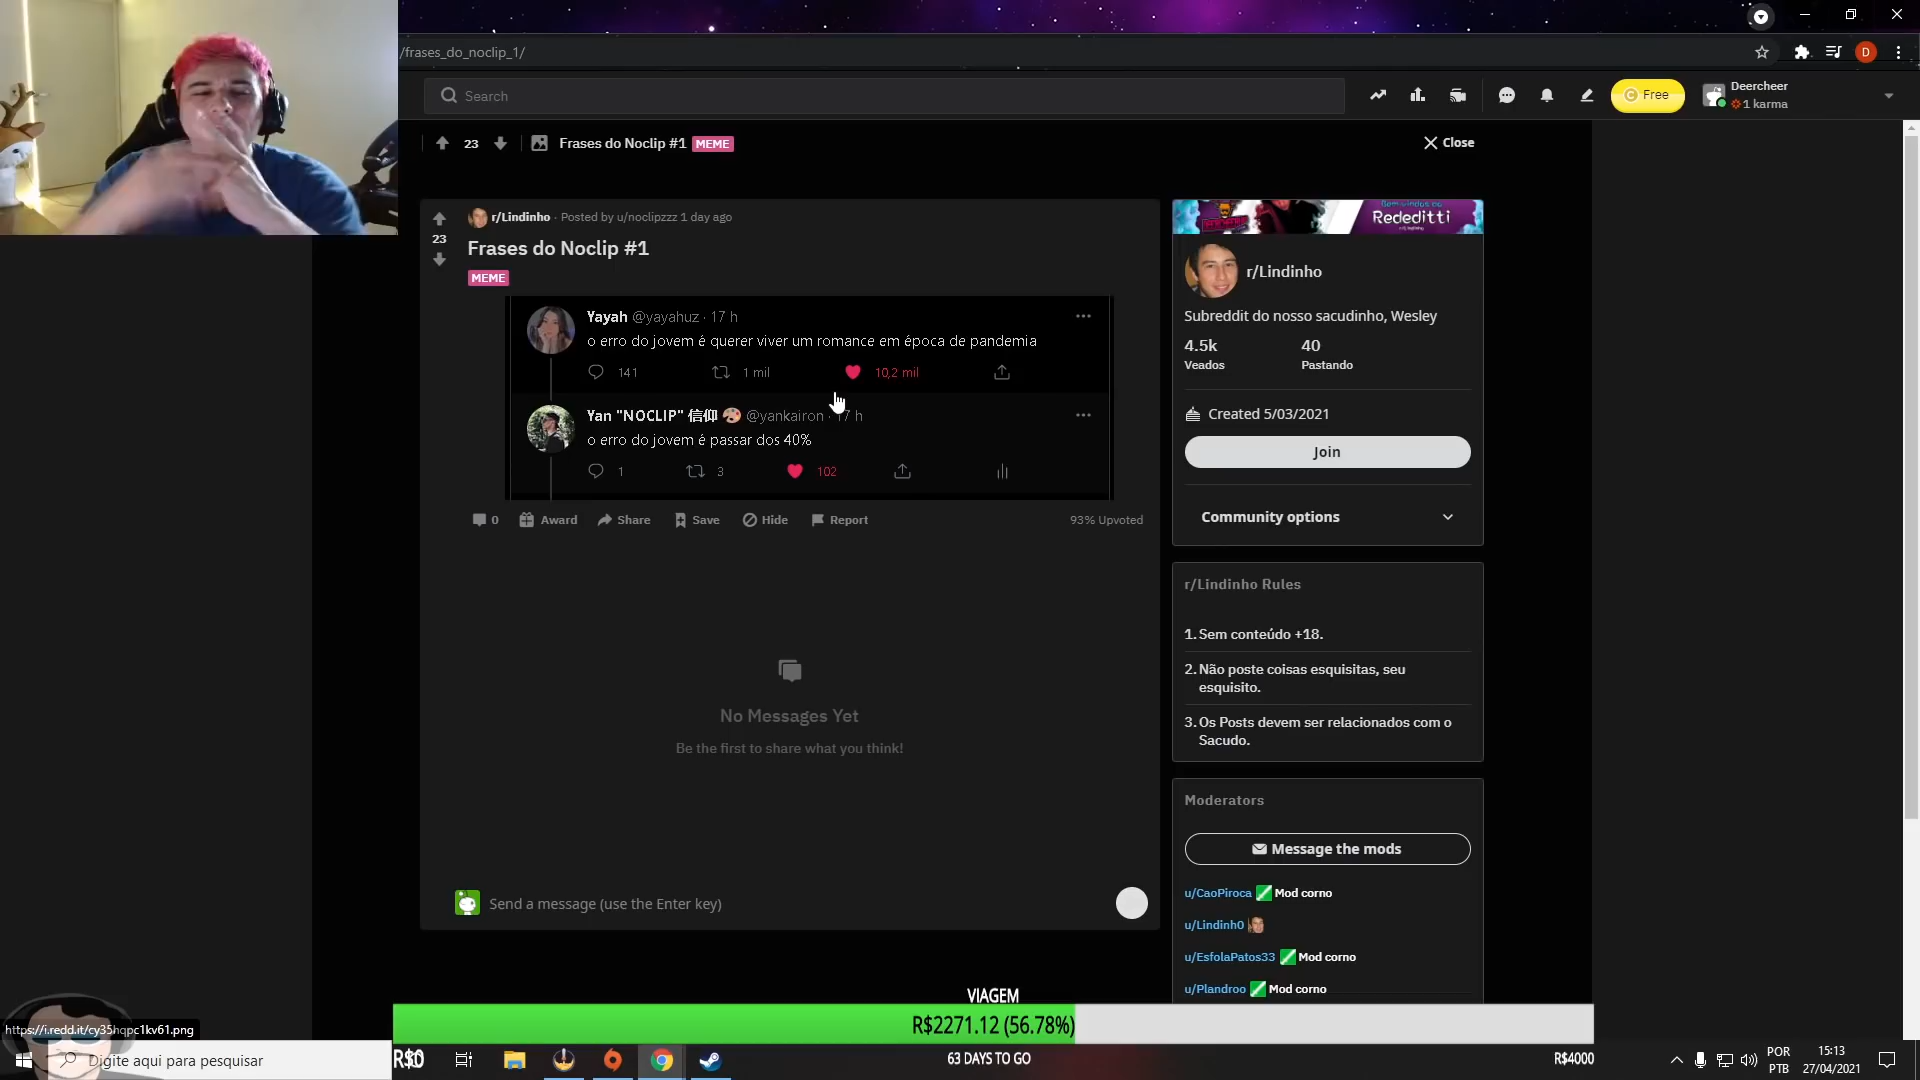 /frases_do_noclip_1/
D
Search
Free
Deercheer
1 karma
23
Frases do Noclip #1 MEME
Close
r/Lindinho · Posted by u/noclipzzz 1 day ago
23
Frases do Noclip #1
MEME
Yayah @yayahuz · 17 h
o erro do jovem é querer viver um romance em época de pandemia
141 1 mil 10,2 mil
Yan "NOCLIP" 信仰 🎨 @yankairon · 17 h
o erro do jovem é passar dos 40%
1 3 102
0 Award Share Save Hide Report 93% Upvoted
No Messages Yet
Be the first to share what you think!
Send a message (use the Enter key)
Bem-vindos ao
Rededitti
r/Lindinho
Subreddit do nosso sacudinho, Wesley
4.5k 40
Veados Pastando
Created 5/03/2021
Join
Community options
r/Lindinho Rules
1. Sem conteúdo +18.
2. Não poste coisas esquisitas, seu
esquisito.
3. Os Posts devem ser relacionados com o
Sacudo.
Moderators
Message the mods
u/CaoPiroca Mod corno
u/Lindinh0
u/EsfolaPatos33 Mod corno
u/Plandroo Mod corno
VIAGEM
R$2271.12 (56.78%)
R$0 63 DAYS TO GO R$4000
https://i.redd.it/cy35hqpc1kv61.png
Digite aqui para pesquisar
POR
PTB
15:13
27/04/2021